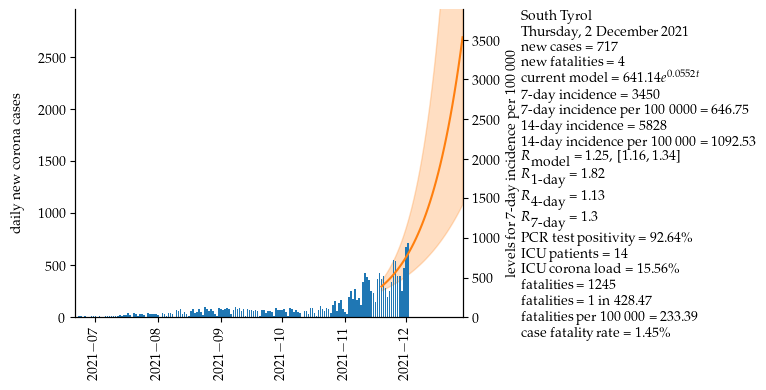 daily new corona cases
2500
2000
1500
1000
500
0
2021−07
2021−08
2021−09
2021−10
2021−11
2021−12
3500
3000
2500
2000
1500
1000
500
0
levels for 7-day incidence per 100 000
South Tyrol
Thursday, 2 December 2021
new cases = 717
new fatalities = 4
current model = 641.14e^0.0552t
7-day incidence = 3450
7-day incidence per 100 0000 = 646.75
14-day incidence = 5828
14-day incidence per 100 000 = 1092.53
R_model = 1.25, [1.16, 1.34]
R_1-day = 1.82
R_4-day = 1.13
R_7-day = 1.3
PCR test positivity = 92.64%
ICU patients = 14
ICU corona load = 15.56%
fatalities = 1245
fatalities = 1 in 428.47
fatalities per 100 000 = 233.39
case fatality rate = 1.45%